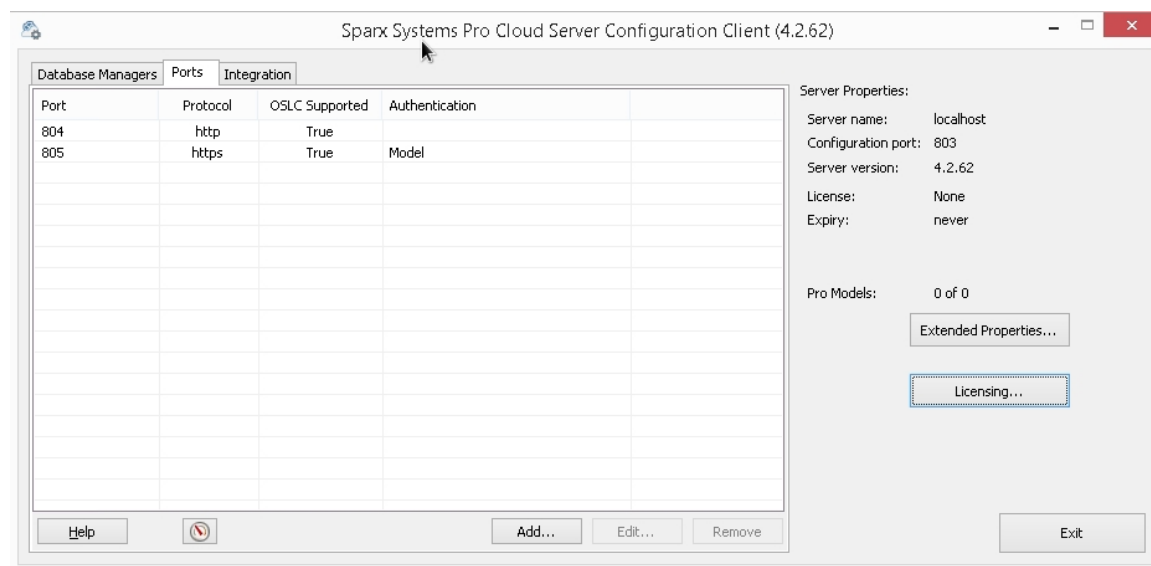 Sparx Systems Pro Cloud Server Configuration Client (4.2.62)
Database Managers Ports Integration
Port Protocol OSLC Supported Authentication
804 http True
805 https True Model
Server Properties:
Server name: localhost
Configuration port: 803
Server version: 4.2.62
License: None
Expiry: never
Pro Models: 0 of 0
Extended Properties...
Licensing...
Help Add... Edit... Remove
Exit